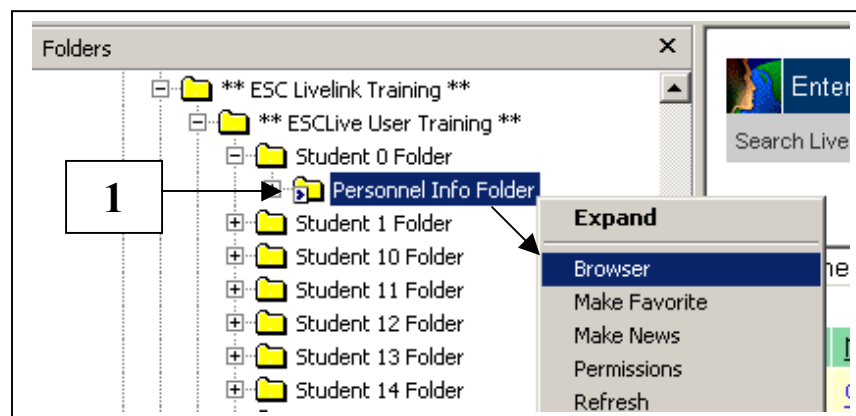 Folders
** ESC Livelink Training **
** ESCLive User Training **
Student 0 Folder
1
Personnel Info Folder
Student 1 Folder
Student 10 Folder
Student 11 Folder
Student 12 Folder
Student 13 Folder
Student 14 Folder
Expand
Browser
Make Favorite
Make News
Permissions
Refresh
Enter
Search Live